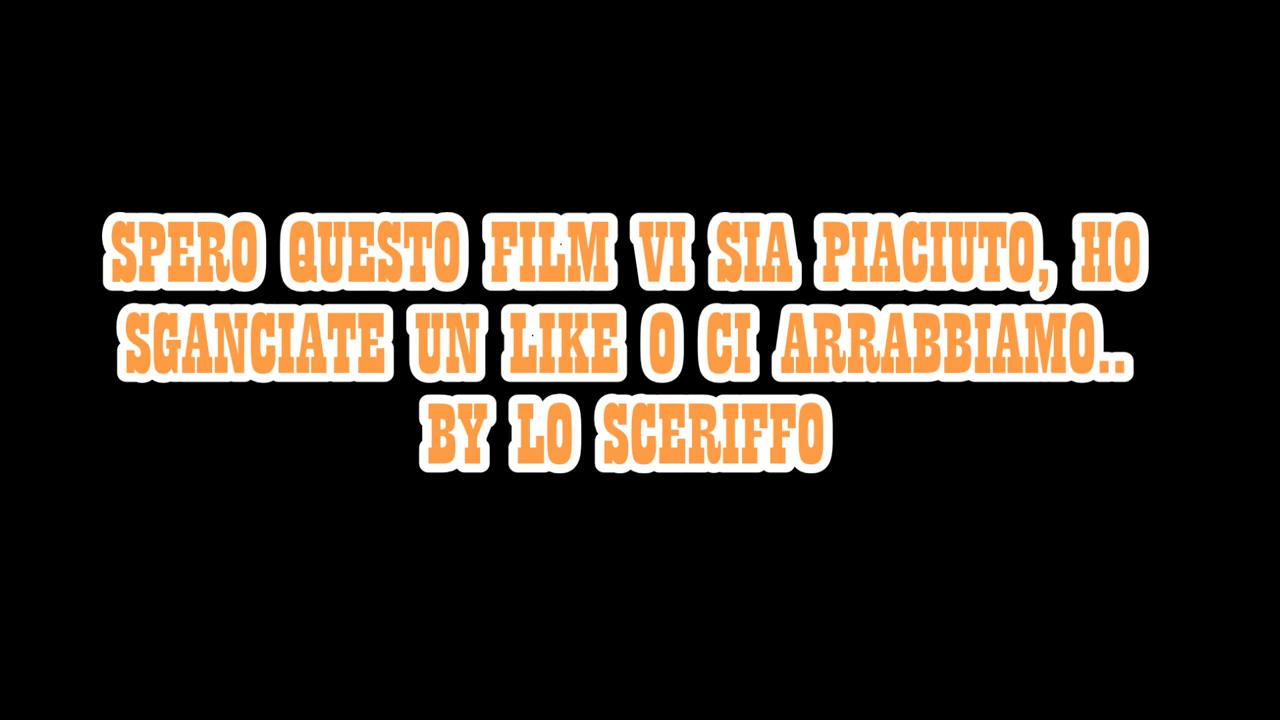 SPERO QUESTO FILM VI SIA PIACIUTO, HO
SGANCIATE UN LIKE O CI ARRABBIAMO..
BY LO SCERIFFO